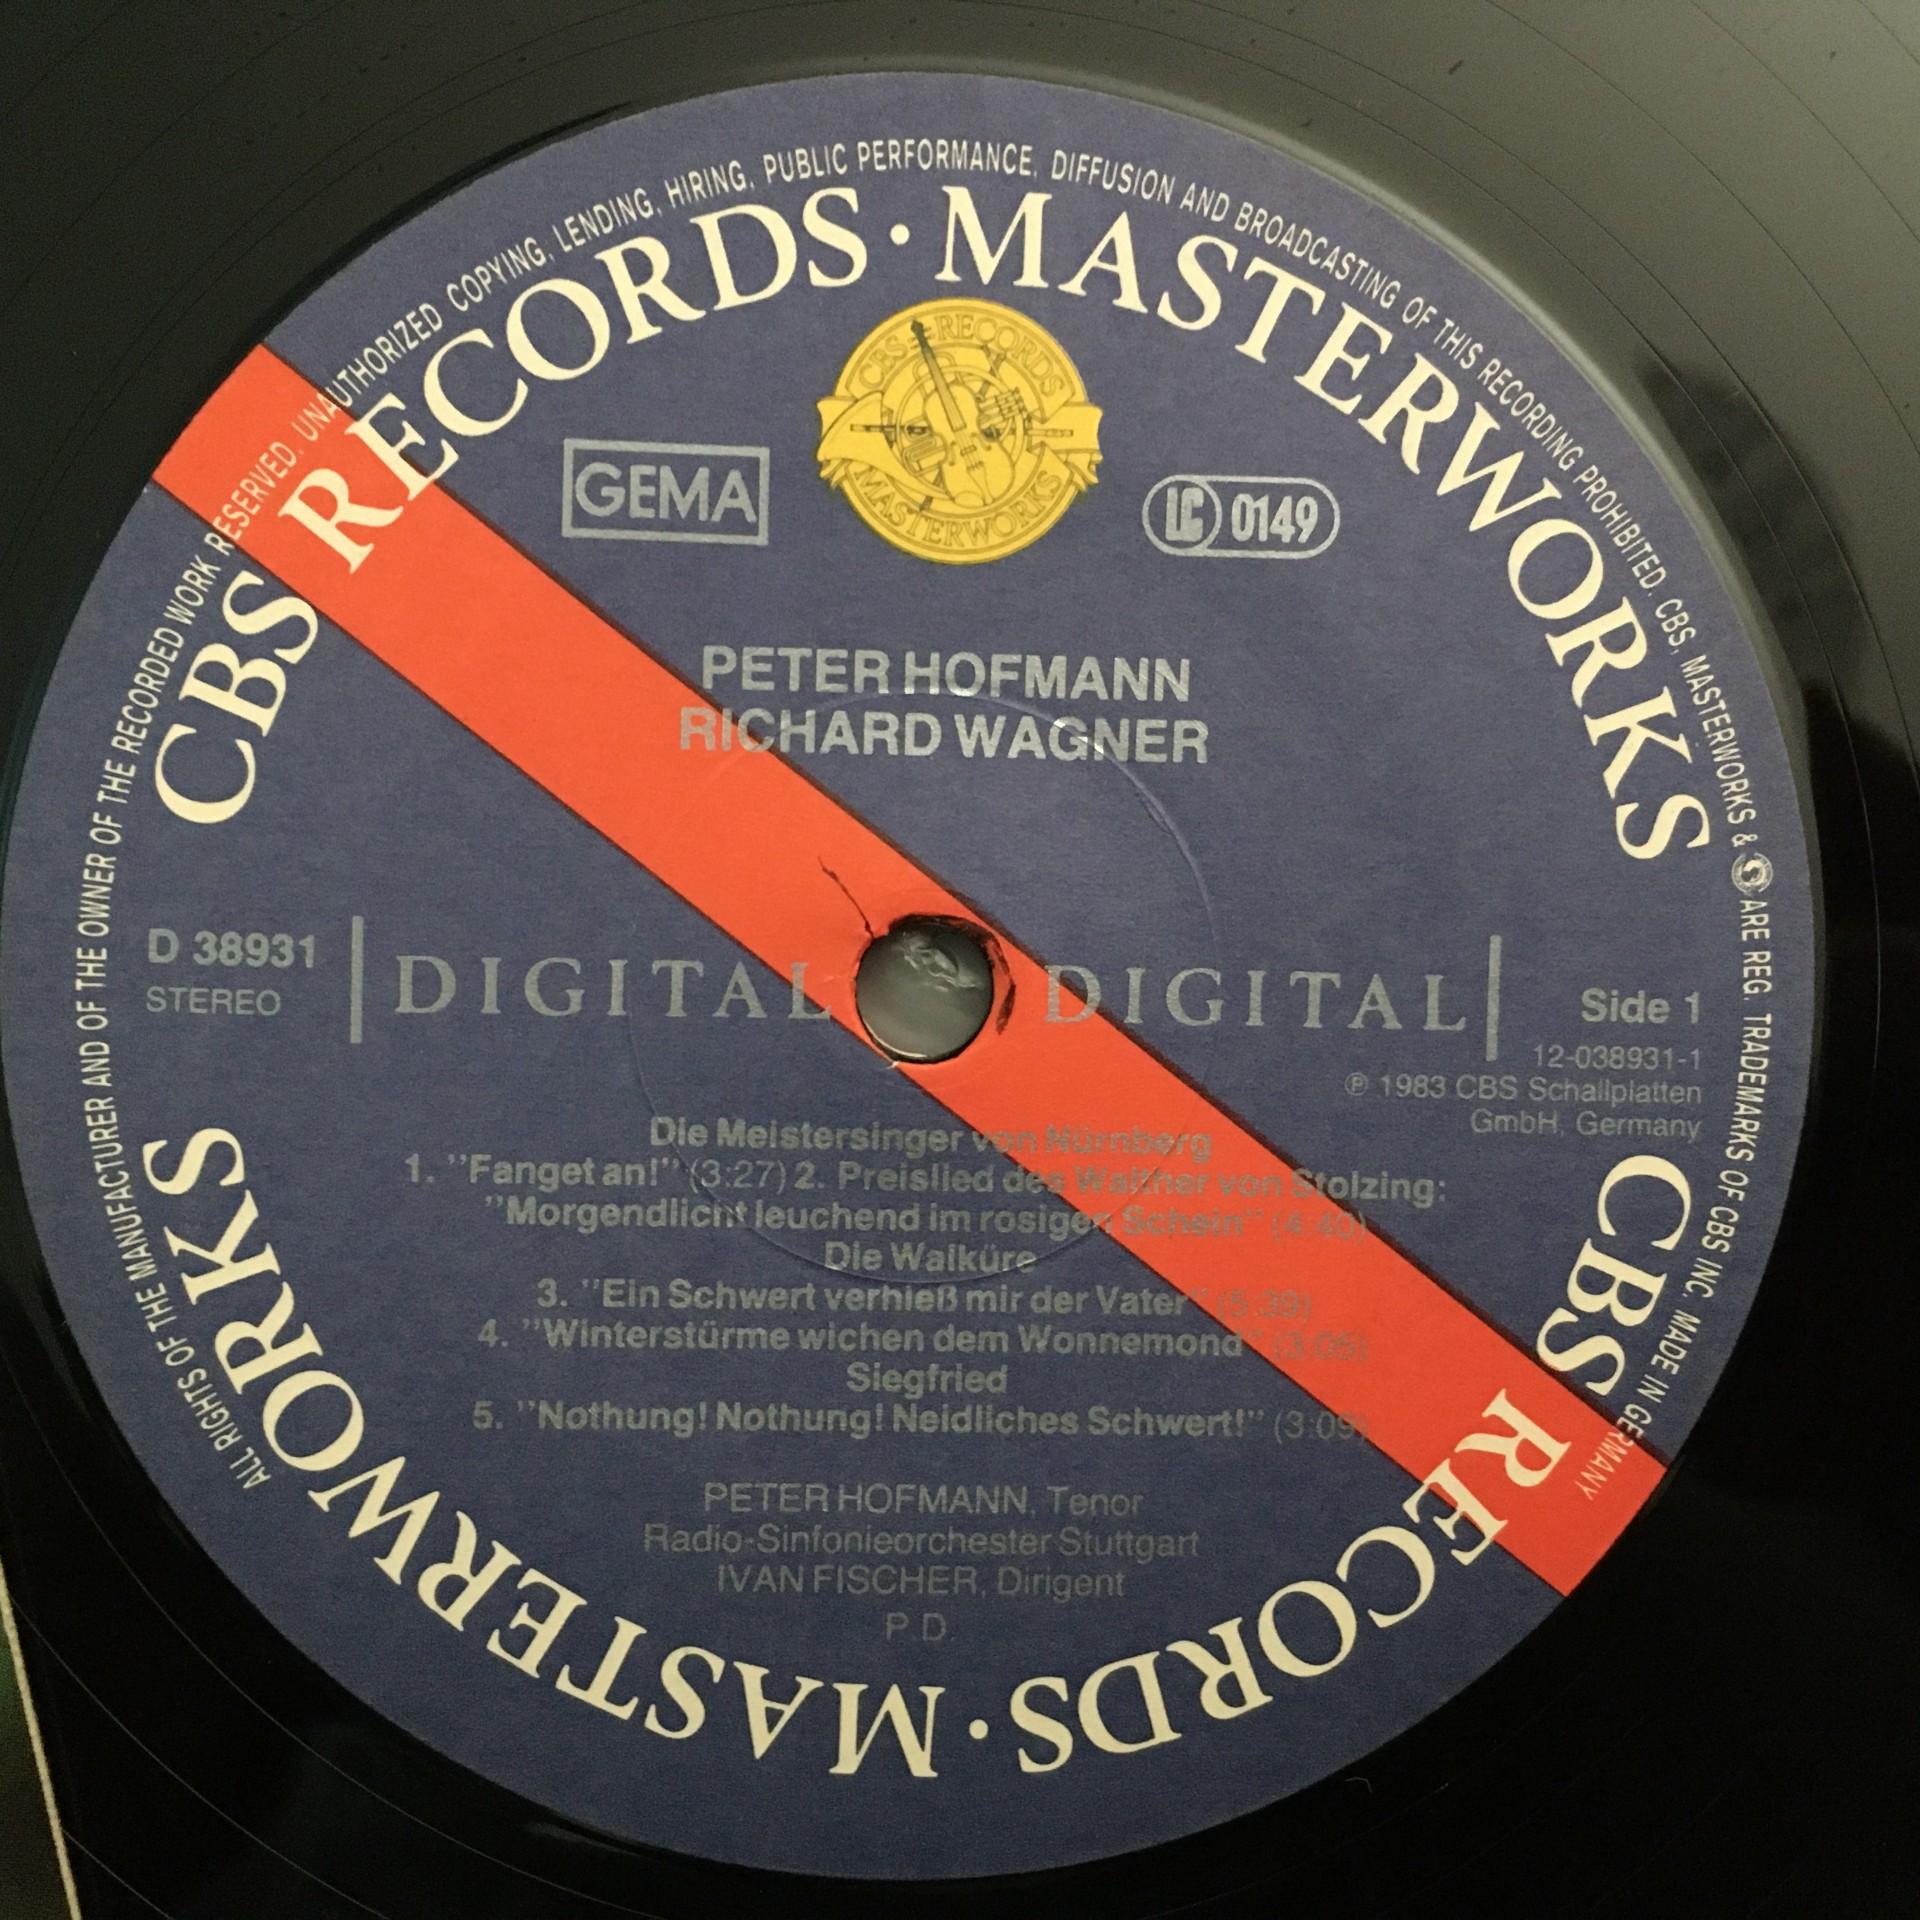 ALL RIGHTS OF THE MANUFACTURER AND OF THE OWNER OF THE RECORDED WORK RESERVED. UNAUTHORIZED COPYING, LENDING, HIRING, PUBLIC PERFORMANCE, DIFFUSION AND BROADCASTING OF THIS RECORDING PROHIBITED. CBS, MASTERWORKS & ARE REG. TRADEMARKS OF CBS INC. MADE IN GERMANY
CBS RECORDS · MASTERWORKS
CBS RECORDS
MASTERWORKS
GEMA
LC 0149
PETER HOFMANN
RICHARD WAGNER
D 38931
STEREO
DIGITAL DIGITAL
Side 1
12-038931-1
℗ 1983 CBS Schallplatten
GmbH, Germany
Die Meistersinger von Nürnberg
1. "Fanget an!" (3:27) 2. Preislied des Walther von Stolzing:
"Morgendlicht leuchend im rosigen Schein" (4:40)
Die Walküre
3. "Ein Schwert verhieß mir der Vater" (5:39)
4. "Winterstürme wichen dem Wonnemond" (3:05)
Siegfried
5. "Nothung! Nothung! Neidliches Schwert!" (3:09)
PETER HOFMANN, Tenor
Radio-Sinfonieorchester Stuttgart
IVAN FISCHER, Dirigent
P.D.
CBS RECORDS · MASTERWORKS